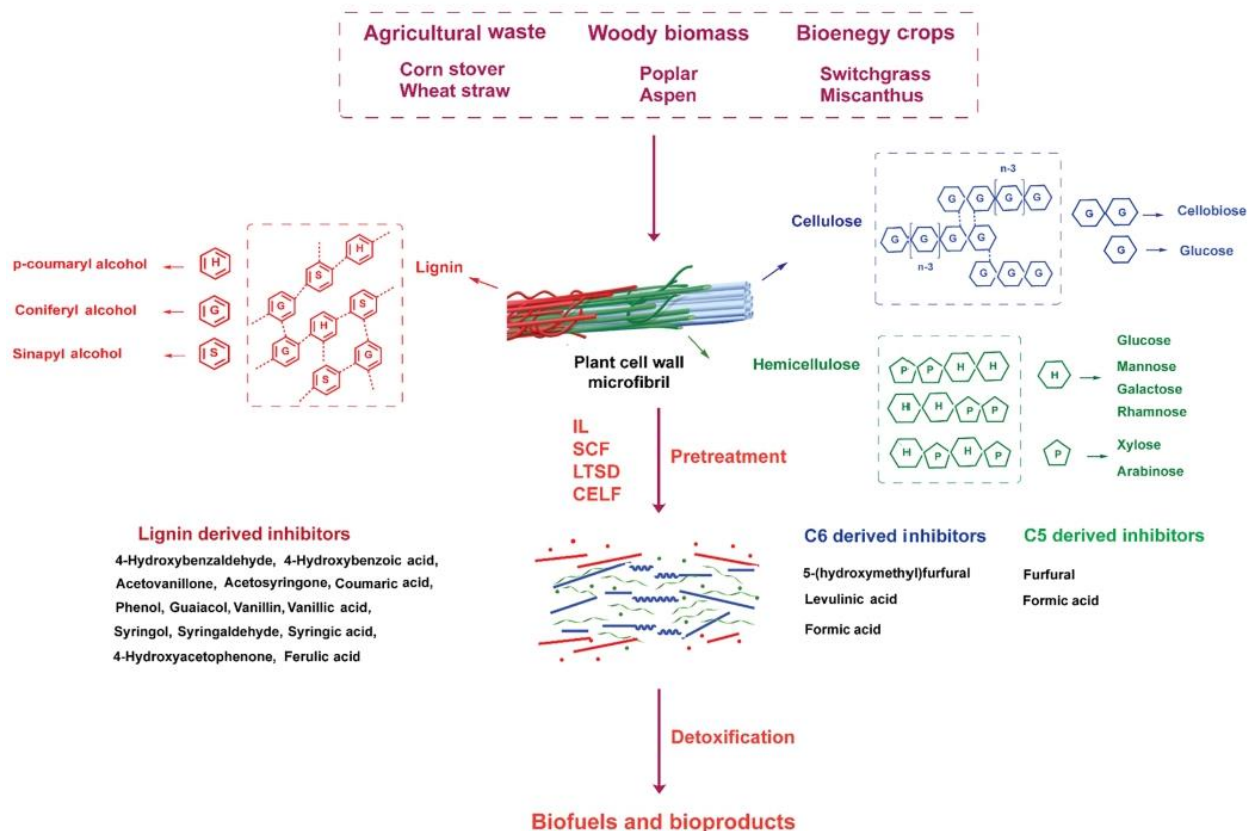 Agricultural waste
Corn stover
Wheat straw
Woody biomass
Poplar
Aspen
Bioenegy crops
Switchgrass
Miscanthus
p-coumaryl alcohol
H
Coniferyl alcohol
G
Sinapyl alcohol
S
H
S
G
S
H
G
G
S
Lignin
Cellulose
n-3
G G G G
G G G G
n-3
G G G
G G
Cellobiose
G
Glucose
Plant cell wall
microfibril
Hemicellulose
P P H H
H H P P
H P H P
H
Glucose
Mannose
Galactose
Rhamnose
P
Xylose
Arabinose
IL
SCF
LTSD
CELF
Pretreatment
Lignin derived inhibitors
4-Hydroxybenzaldehyde, 4-Hydroxybenzoic acid,
Acetovanillone, Acetosyringone, Coumaric acid,
Phenol, Guaiacol, Vanillin, Vanillic acid,
Syringol, Syringaldehyde, Syringic acid,
4-Hydroxyacetophenone, Ferulic acid
C6 derived inhibitors
5-(hydroxymethyl)furfural
Levulinic acid
Formic acid
C5 derived inhibitors
Furfural
Formic acid
Detoxification
Biofuels and bioproducts